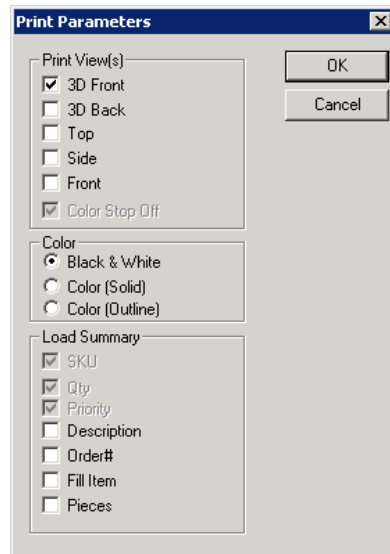 Print Parameters
Print View(s)
3D Front
3D Back
Top
Side
Front
Color Stop Off
OK
Cancel
Color
Black & White
Color (Solid)
Color (Outline)
Load Summary
SKU
Qty
Priority
Description
Order#
Fill Item
Pieces